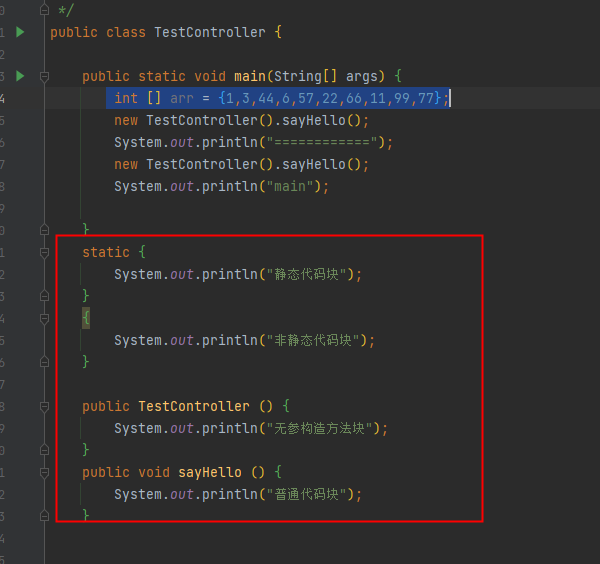 0 */
1 public class TestController {
2
3 public static void main(String[] args) {
4 int [] arr = {1,3,44,6,57,22,66,11,99,77};
5 new TestController().sayHello();
6 System.out.println("============");
7 new TestController().sayHello();
8 System.out.println("main");
9
0 }
1 static {
2 System.out.println("静态代码块");
3 }
4 {
5 System.out.println("非静态代码块");
6 }
7
8 public TestController () {
9 System.out.println("无参构造方法块");
0 }
1 public void sayHello () {
2 System.out.println("普通代码块");
3 }
4
5